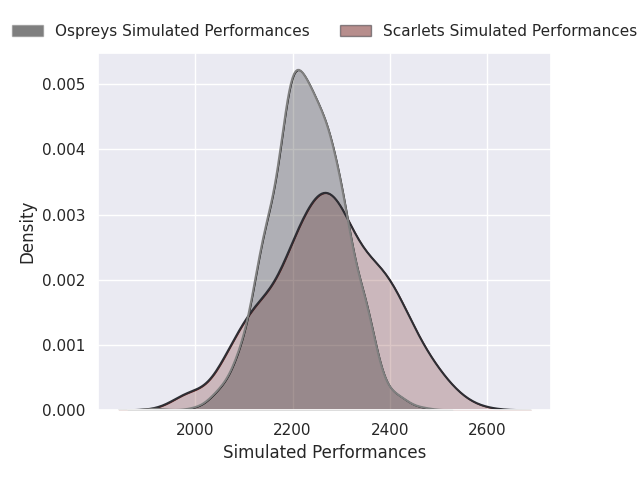 Ospreys Simulated Performances
Scarlets Simulated Performances
0.005
0.004
0.003
0.002
0.001
0.000
Density
2000
2200
2400
2600
Simulated Performances